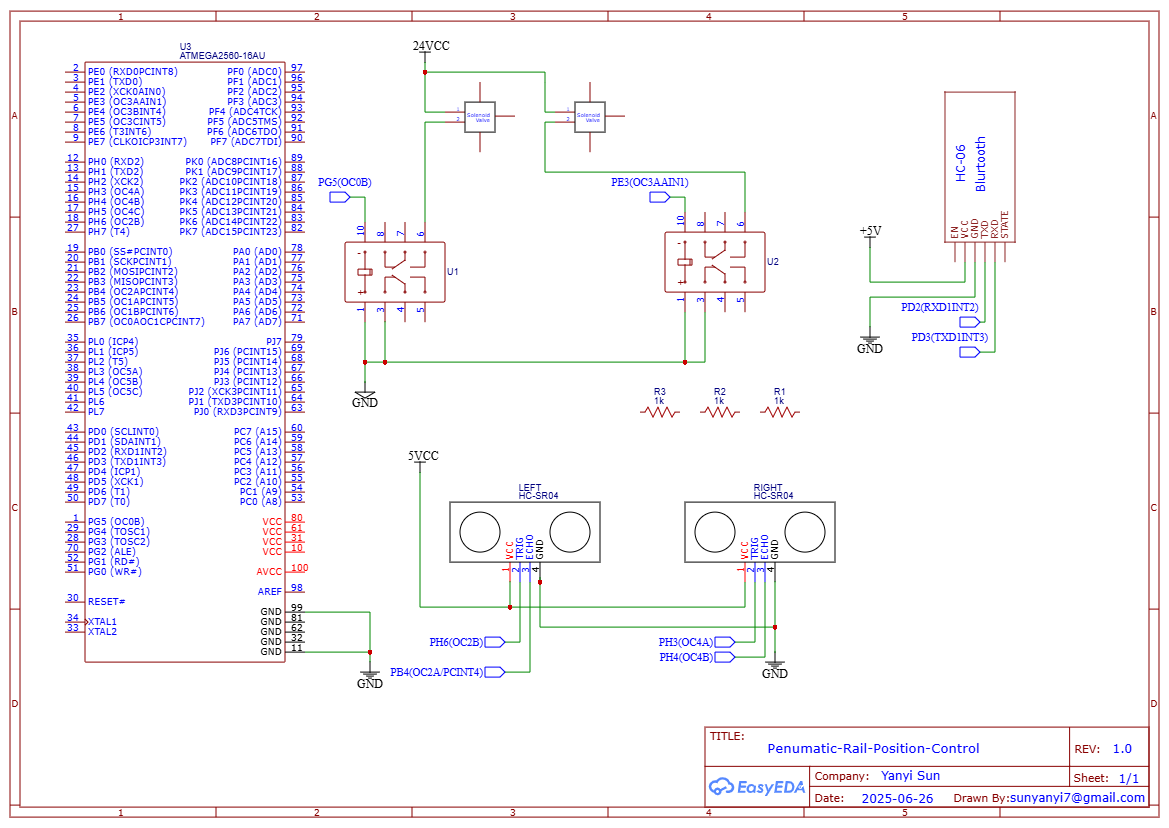 1 2 3 4 5
A A
B B
C C
D D
1 2 3 4 5
U3
ATMEGA2560-16AU
2 PE0 (RXD0PCINT8) PF0 (ADC0) 97
3 PE1 (TXD0) PF1 (ADC1) 96
4 PE2 (XCK0AIN0) PF2 (ADC2) 95
5 PE3 (OC3AAIN1) PF3 (ADC3) 94
6 PE4 (OC3BINT4) PF4 (ADC4TCK) 93
7 PE5 (OC3CINT5) PF5 (ADC5TMS) 92
8 PE6 (T3INT6) PF6 (ADC6TDO) 91
9 PE7 (CLKOICP3INT7) PF7 (ADC7TDI) 90
12 PH0 (RXD2) PK0 (ADC8PCINT16) 89
13 PH1 (TXD2) PK1 (ADC9PCINT17) 88
14 PH2 (XCK2) PK2 (ADC10PCINT18) 87
15 PH3 (OC4A) PK3 (ADC11PCINT19) 86
16 PH4 (OC4B) PK4 (ADC12PCINT20) 85
17 PH5 (OC4C) PK5 (ADC13PCINT21) 84
18 PH6 (OC2B) PK6 (ADC14PCINT22) 83
27 PH7 (T4) PK7 (ADC15PCINT23) 82
19 PB0 (SS#PCINT0) PA0 (AD0) 78
20 PB1 (SCKPCINT1) PA1 (AD1) 77
21 PB2 (MOSIPCINT2) PA2 (AD2) 76
22 PB3 (MISOPCINT3) PA3 (AD3) 75
23 PB4 (OC2APCINT4) PA4 (AD4) 74
24 PB5 (OC1APCINT5) PA5 (AD5) 73
25 PB6 (OC1BPCINT6) PA6 (AD6) 72
26 PB7 (OC0AOC1CPCINT7) PA7 (AD7) 71
35 PL0 (ICP4) PJ7 79
36 PL1 (ICP5) PJ6 (PCINT15) 69
37 PL2 (T5) PJ5 (PCINT14) 68
38 PL3 (OC5A) PJ4 (PCINT13) 67
39 PL4 (OC5B) PJ3 (PCINT12) 66
40 PL5 (OC5C) PJ2 (XCK3PCINT11) 65
41 PL6 PJ1 (TXD3PCINT10) 64
42 PL7 PJ0 (RXD3PCINT9) 63
43 PD0 (SCLINT0) PC7 (A15) 60
44 PD1 (SDAINT1) PC6 (A14) 59
45 PD2 (RXD1INT2) PC5 (A13) 58
46 PD3 (TXD1INT3) PC4 (A12) 57
47 PD4 (ICP1) PC3 (A11) 56
48 PD5 (XCK1) PC2 (A10) 55
49 PD6 (T1) PC1 (A9) 54
50 PD7 (T0) PC0 (A8) 53
1 PG5 (OC0B) VCC 80
29 PG4 (TOSC1) VCC 61
28 PG3 (TOSC2) VCC 31
70 PG2 (ALE) VCC 10
52 PG1 (RD#)
51 PG0 (WR#) AVCC 100
AREF 98
30 RESET#
GND 99
34 XTAL1 GND 81
33 XTAL2 GND 62
GND 32
GND 11
GND
24VCC
1 2 Solenoid Valve
1 2 Solenoid Valve
PG5(OC0B)
10 8 7 6
- +
U1
1 3 4 5
GND
PE3(OC3AAIN1)
10 8 7 6
- +
U2
1 3 4 5
HC-06
Blurtooth
EN VCC GND TXD RXD STATE
+5V
GND
PD2(RXD1INT2)
PD3(TXD1INT3)
R3 R2 R1
1k 1k 1k
5VCC
LEFT
HC-SR04
VCC TRIG ECHO GND
1 2 3 4
RIGHT
HC-SR04
VCC TRIG ECHO GND
1 2 3 4
PH6(OC2B)
PB4(OC2A/PCINT4)
PH3(OC4A)
PH4(OC4B)
GND
TITLE:
Penumatic-Rail-Position-Control
REV: 1.0
EasyEDA
Company: Yanyi Sun
Sheet: 1/1
Date: 2025-06-26 Drawn By:sunyanyi7@gmail.com